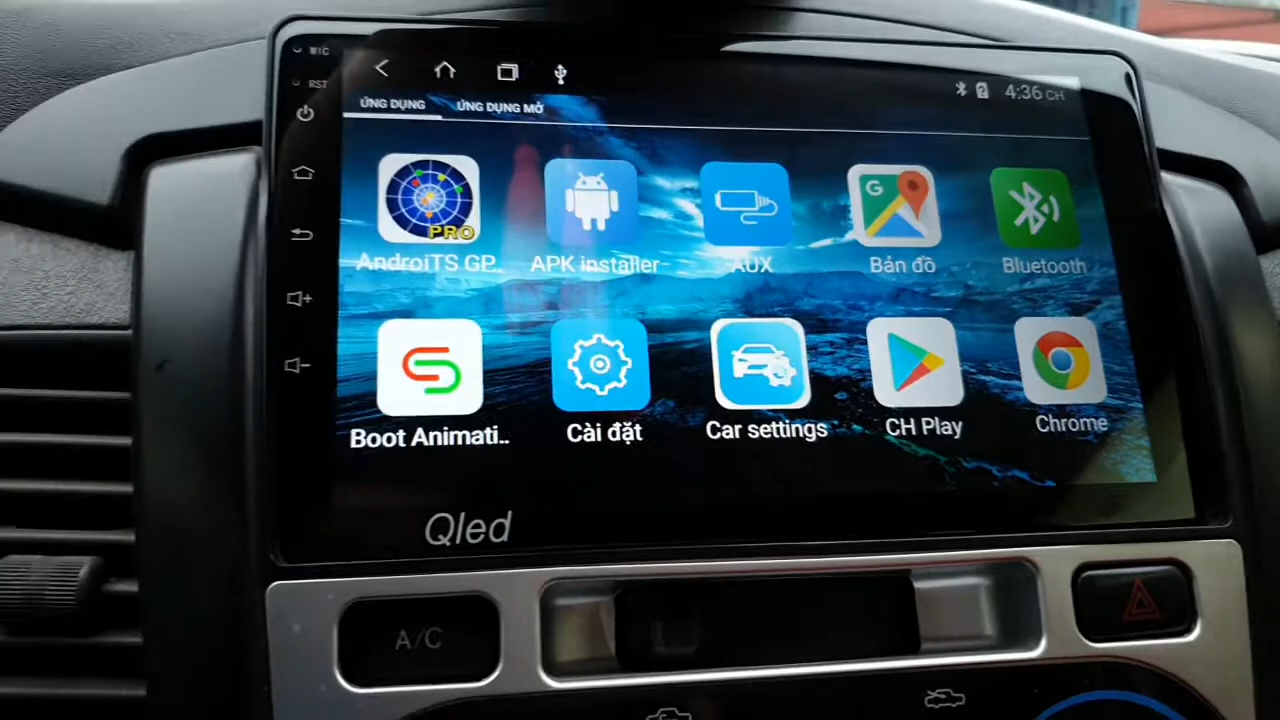 MIC
RST
4:36 CH
ỨNG DỤNG
ỨNG DỤNG MỞ
G
PRO
AndroiTS GP..
APK installer
AUX
Bản đồ
Bluetooth
Boot Animati..
Cài đặt
Car settings
CH Play
Chrome
Qled
A/C